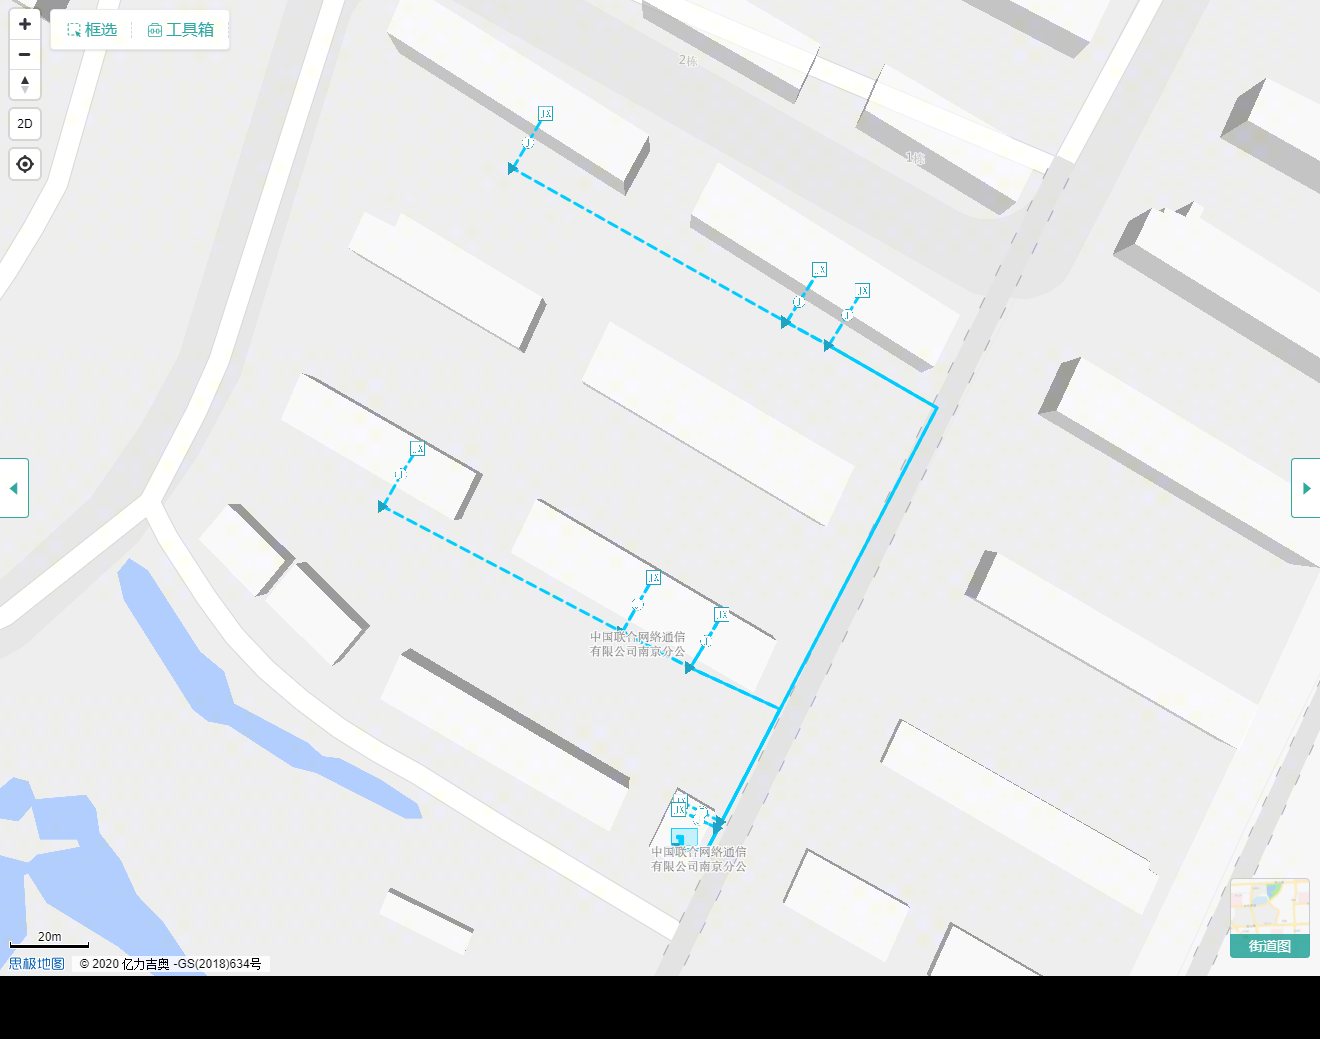 +
框选
工具箱
−
2D
2栋
1栋
JX
JX
JX
JX
JX
JX
中国联合网络通信
有限公司南京分公
JX
JX
中国联合网络通信
有限公司南京分公
20m
街道图
思极地图
© 2020 亿力吉奥 -GS(2018)634号